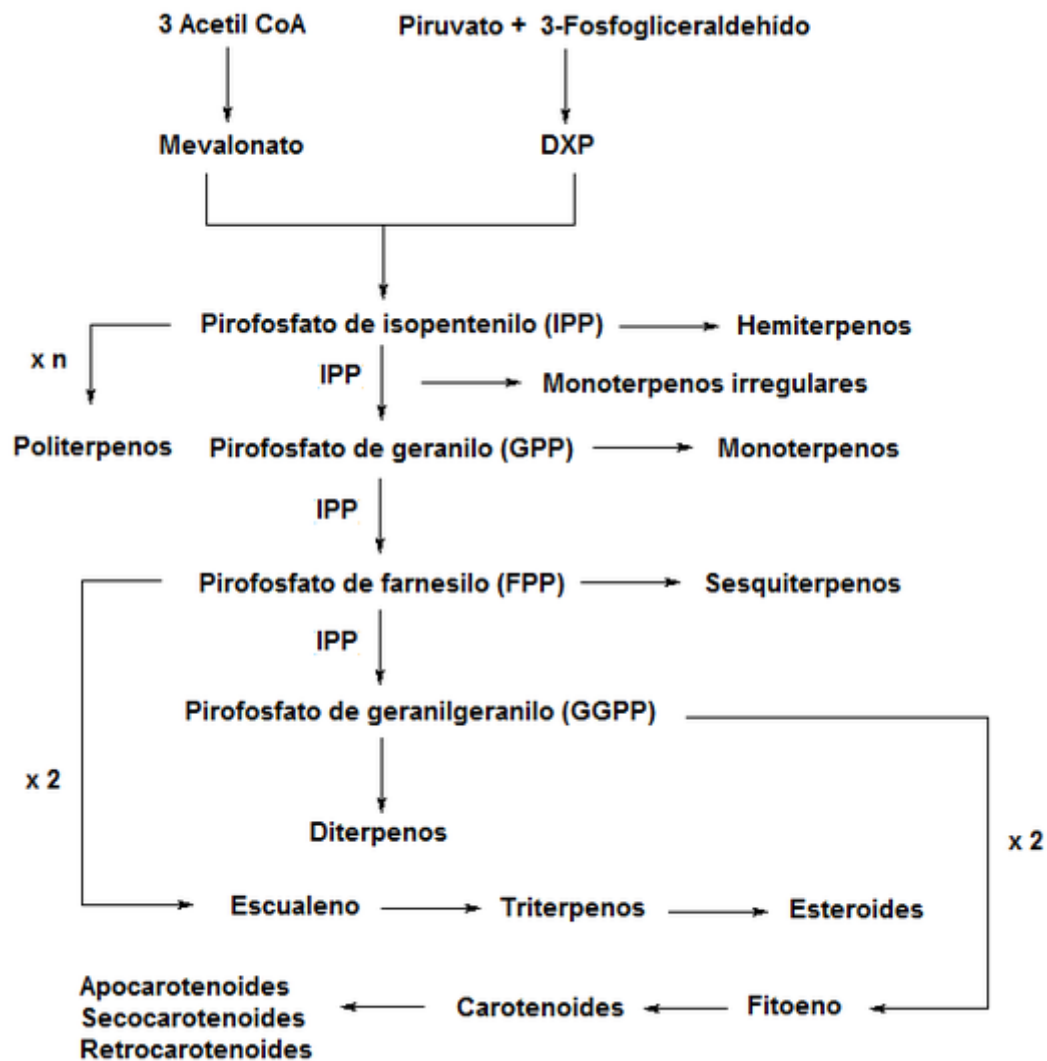 3 Acetil CoA
Piruvato + 3-Fosfogliceraldehído
Mevalonato
DXP
Pirofosfato de isopentenilo (IPP)
Hemiterpenos
x n
IPP
Monoterpenos irregulares
Politerpenos
Pirofosfato de geranilo (GPP)
Monoterpenos
IPP
Pirofosfato de farnesilo (FPP)
Sesquiterpenos
IPP
Pirofosfato de geranilgeranilo (GGPP)
x 2
Diterpenos
x 2
Escualeno
Triterpenos
Esteroides
Apocarotenoides
Secocarotenoides
Retrocarotenoides
Carotenoides
Fitoeno